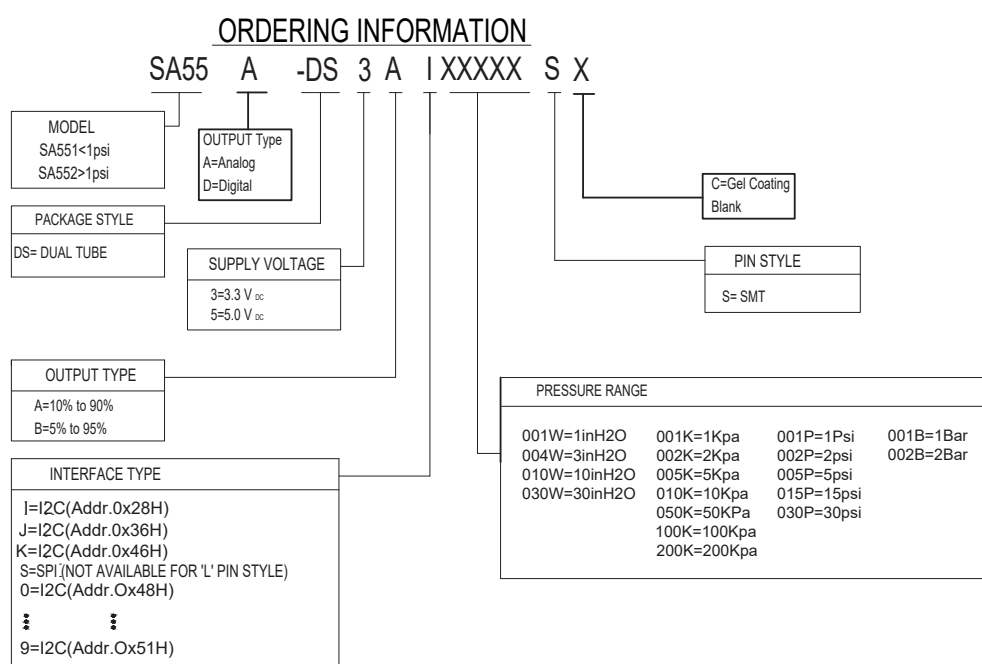 ORDERING INFORMATION
SA55 A -DS 3 A I XXXXX S X
MODEL
SA551<1psi
SA552>1psi
OUTPUT Type
A=Analog
D=Digital
C=Gel Coating
Blank
PACKAGE STYLE
DS= DUAL TUBE
SUPPLY VOLTAGE
3=3.3 V DC
5=5.0 V DC
PIN STYLE
S= SMT
OUTPUT TYPE
A=10% to 90%
B=5% to 95%
PRESSURE RANGE
001W=1inH2O 001K=1Kpa 001P=1Psi 001B=1Bar
004W=3inH2O 002K=2Kpa 002P=2psi 002B=2Bar
010W=10inH2O 005K=5Kpa 005P=5psi
030W=30inH2O 010K=10Kpa 015P=15psi
050K=50KPa 030P=30psi
100K=100Kpa
200K=200Kpa
INTERFACE TYPE
I=I2C(Addr.0x28H)
J=I2C(Addr.0x36H)
K=I2C(Addr.0x46H)
S=SPI (NOT AVAILABLE FOR 'L' PIN STYLE)
0=I2C(Addr.Ox48H)
9=I2C(Addr.Ox51H)